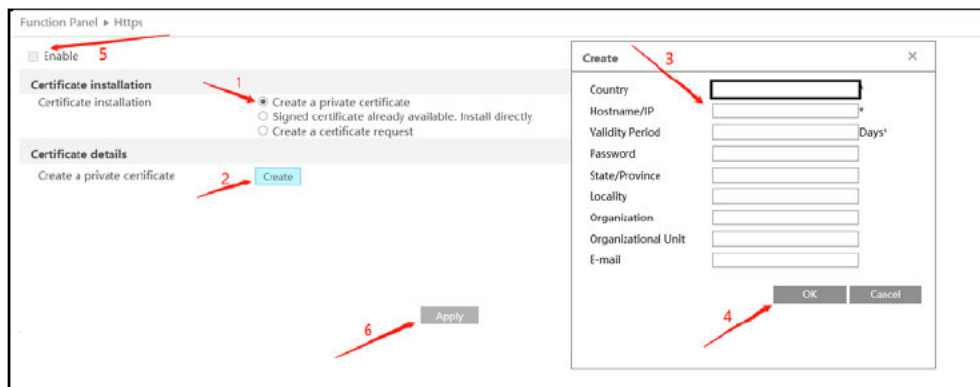 Function Panel ▸ Https
Enable
5
Certificate installation
Certificate installation
1
Create a private certificate
Signed certificate already available. Install directly
Create a certificate request
Certificate details
Create a private certificate
2
Create
6
Apply
Create
×
3
Country *
Hostname/IP *
Validity Period Days*
Password
State/Province
Locality
Organization
Organizational Unit
E-mail
OK Cancel
4